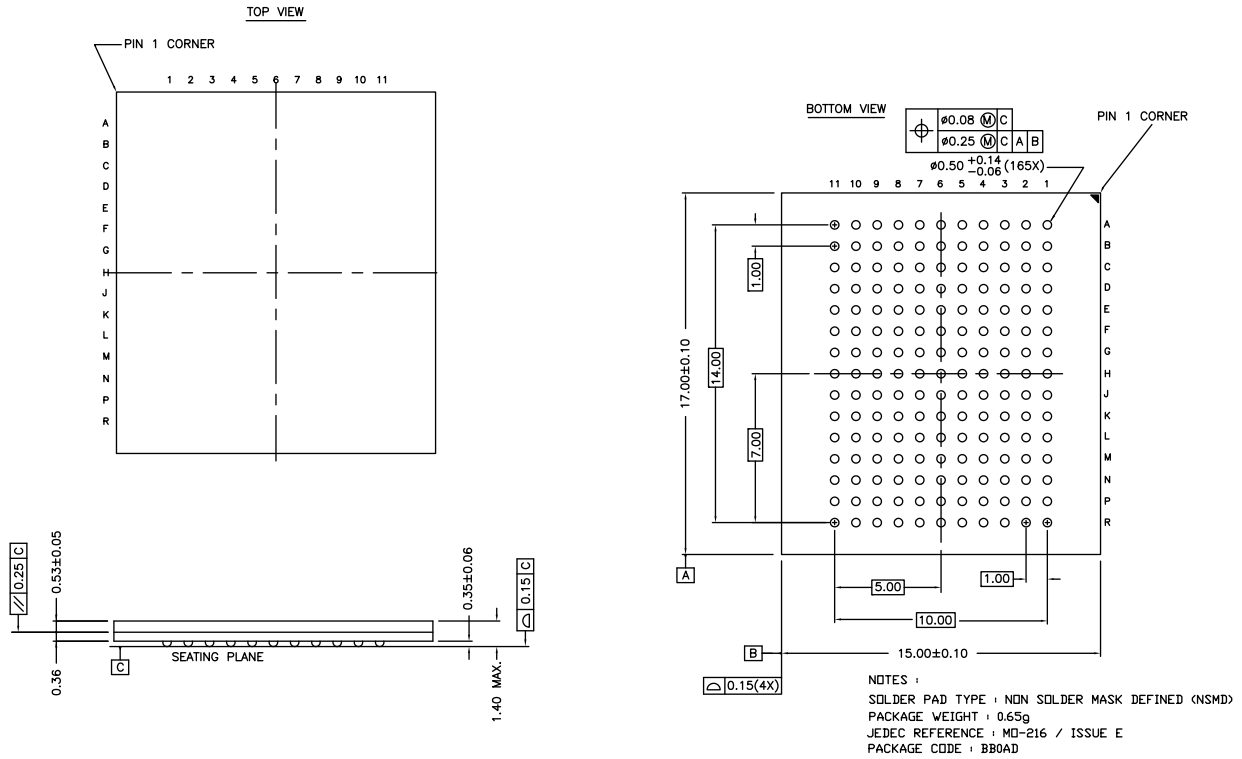 TOP VIEW
PIN 1 CORNER
1 2 3 4 5 6 7 8 9 10 11
A
B
C
D
E
F
G
H
J
K
L
M
N
P
R
BOTTOM VIEW
⌀0.08 Ⓜ C
⌀0.25 Ⓜ C A B
⌀0.50 +0.14 -0.06 (165X)
PIN 1 CORNER
11 10 9 8 7 6 5 4 3 2 1
A
B
C
D
E
F
G
H
J
K
L
M
N
P
R
1.00
14.00
17.00±0.10
7.00
A
5.00
1.00
10.00
B
15.00±0.10
0.15(4X)
0.25 C
0.53±0.05
0.36
C
SEATING PLANE
0.35±0.06
0.15 C
1.40 MAX.
NOTES :
SOLDER PAD TYPE : NON SOLDER MASK DEFINED (NSMD)
PACKAGE WEIGHT : 0.65g
JEDEC REFERENCE : MO-216 / ISSUE E
PACKAGE CODE : BB0AD